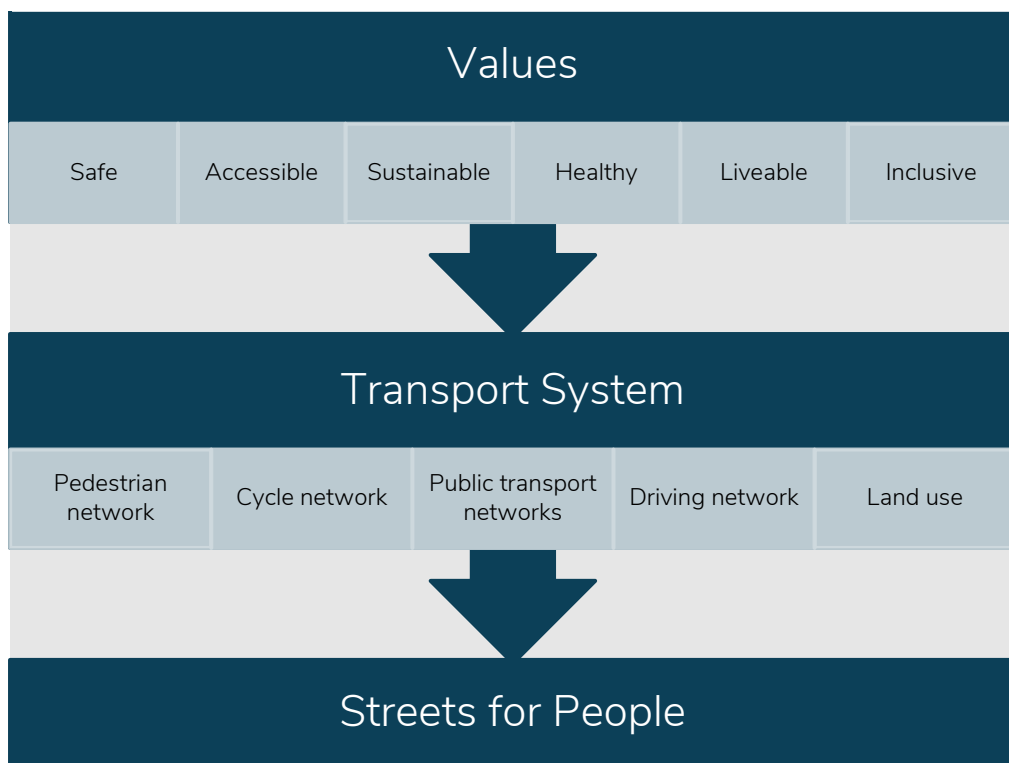 Values
Safe
Accessible
Sustainable
Healthy
Liveable
Inclusive
Transport System
Pedestrian
network
Cycle network
Public transport
networks
Driving network
Land use
Streets for People